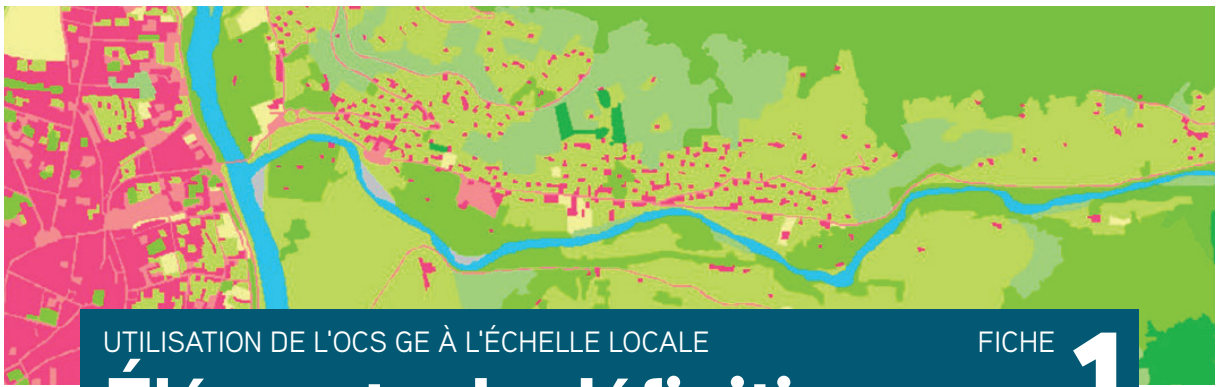 UTILISATION DE L'OCS GE À L'ÉCHELLE LOCALE
FICHE 1